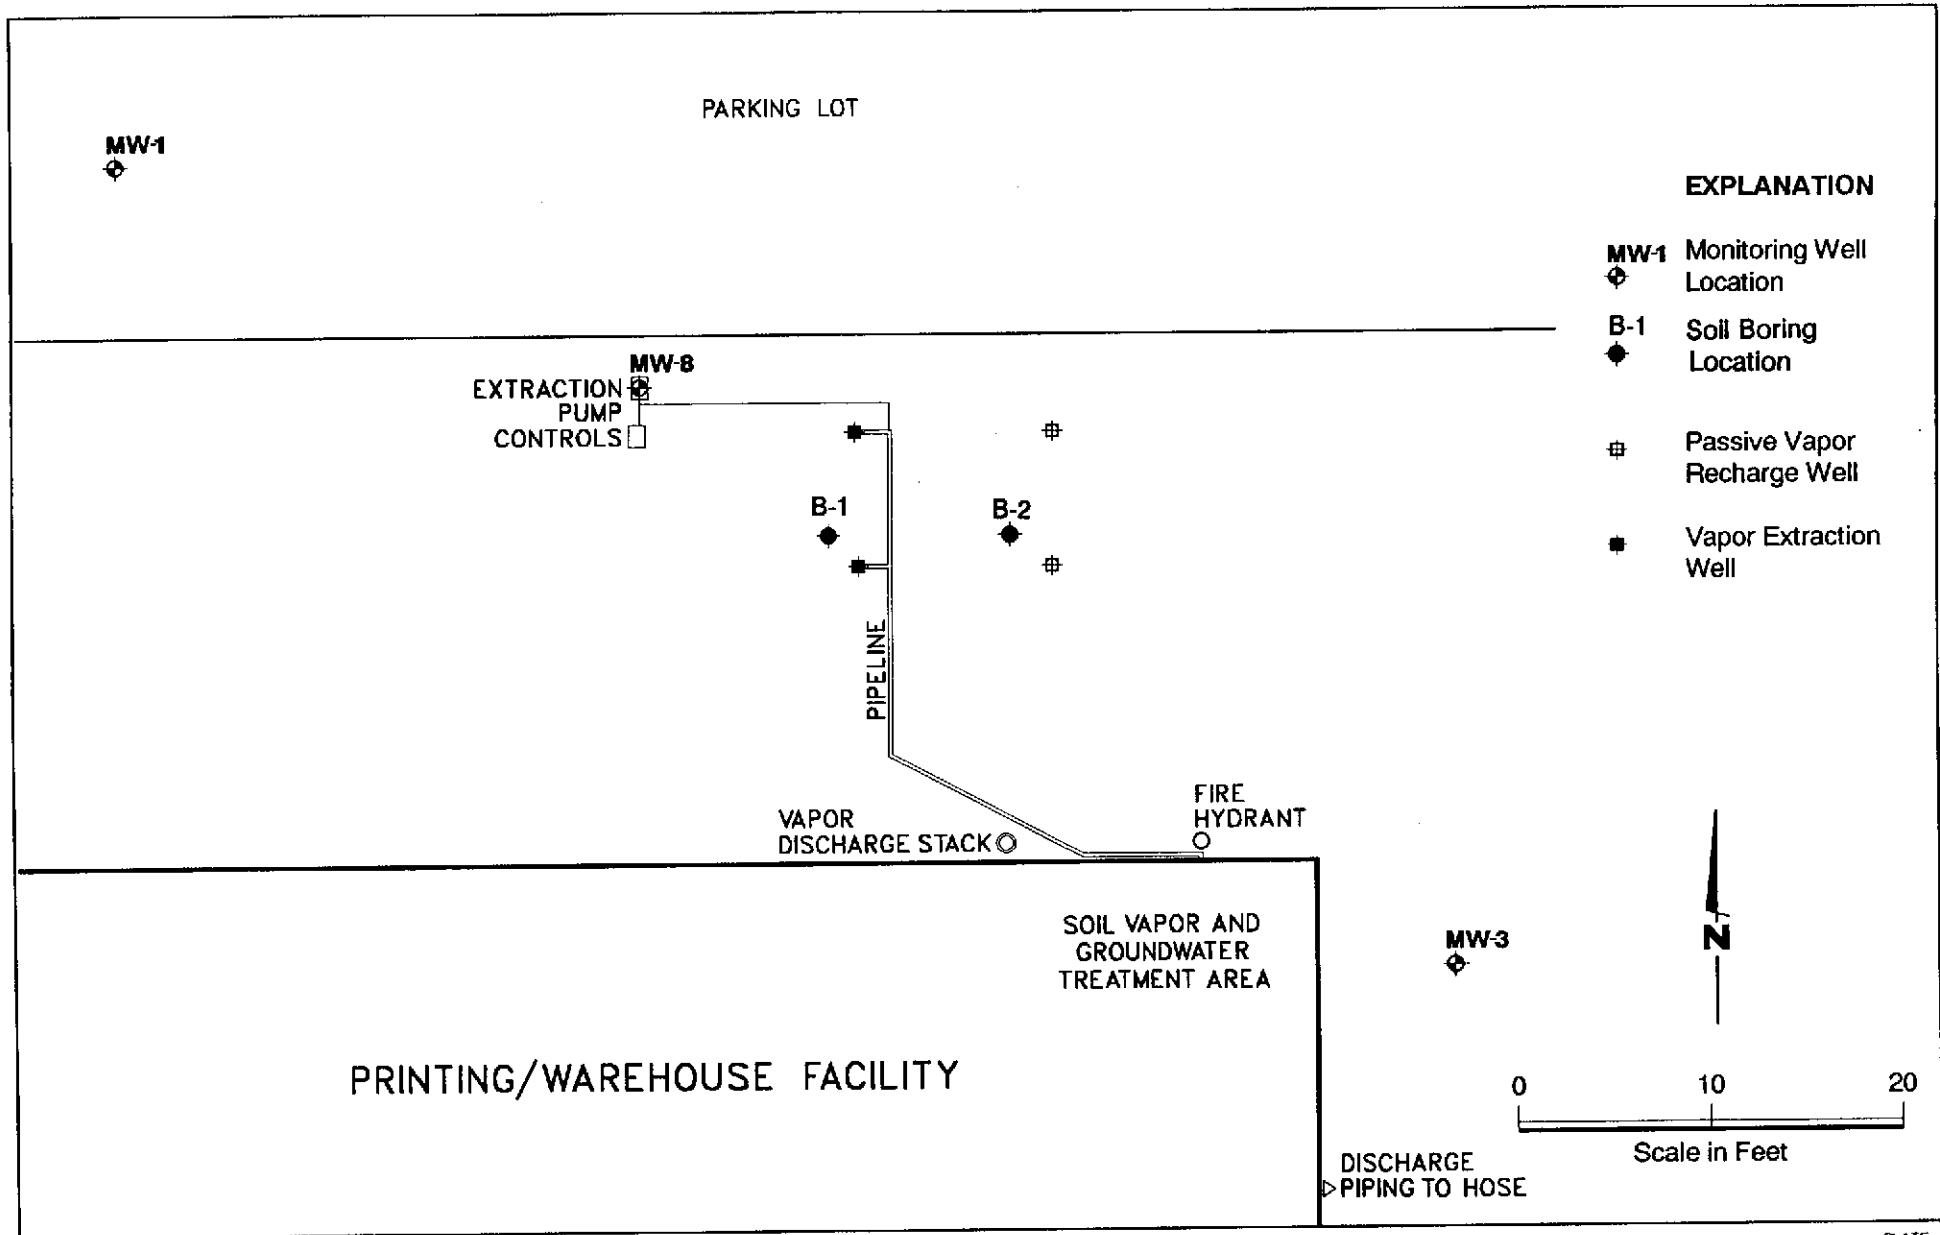 PARKING LOT
MW-1
EXPLANATION
MW-1 Monitoring Well
Location
B-1 Soil Boring
Location
Passive Vapor
Recharge Well
Vapor Extraction
Well
MW-8
EXTRACTION
PUMP
CONTROLS
B-1
B-2
PIPELINE
VAPOR
DISCHARGE STACK
FIRE
HYDRANT
SOIL VAPOR AND
GROUNDWATER
TREATMENT AREA
MW-3
N
PRINTING/WAREHOUSE FACILITY
0 10 20
Scale in Feet
DISCHARGE
PIPING TO HOSE